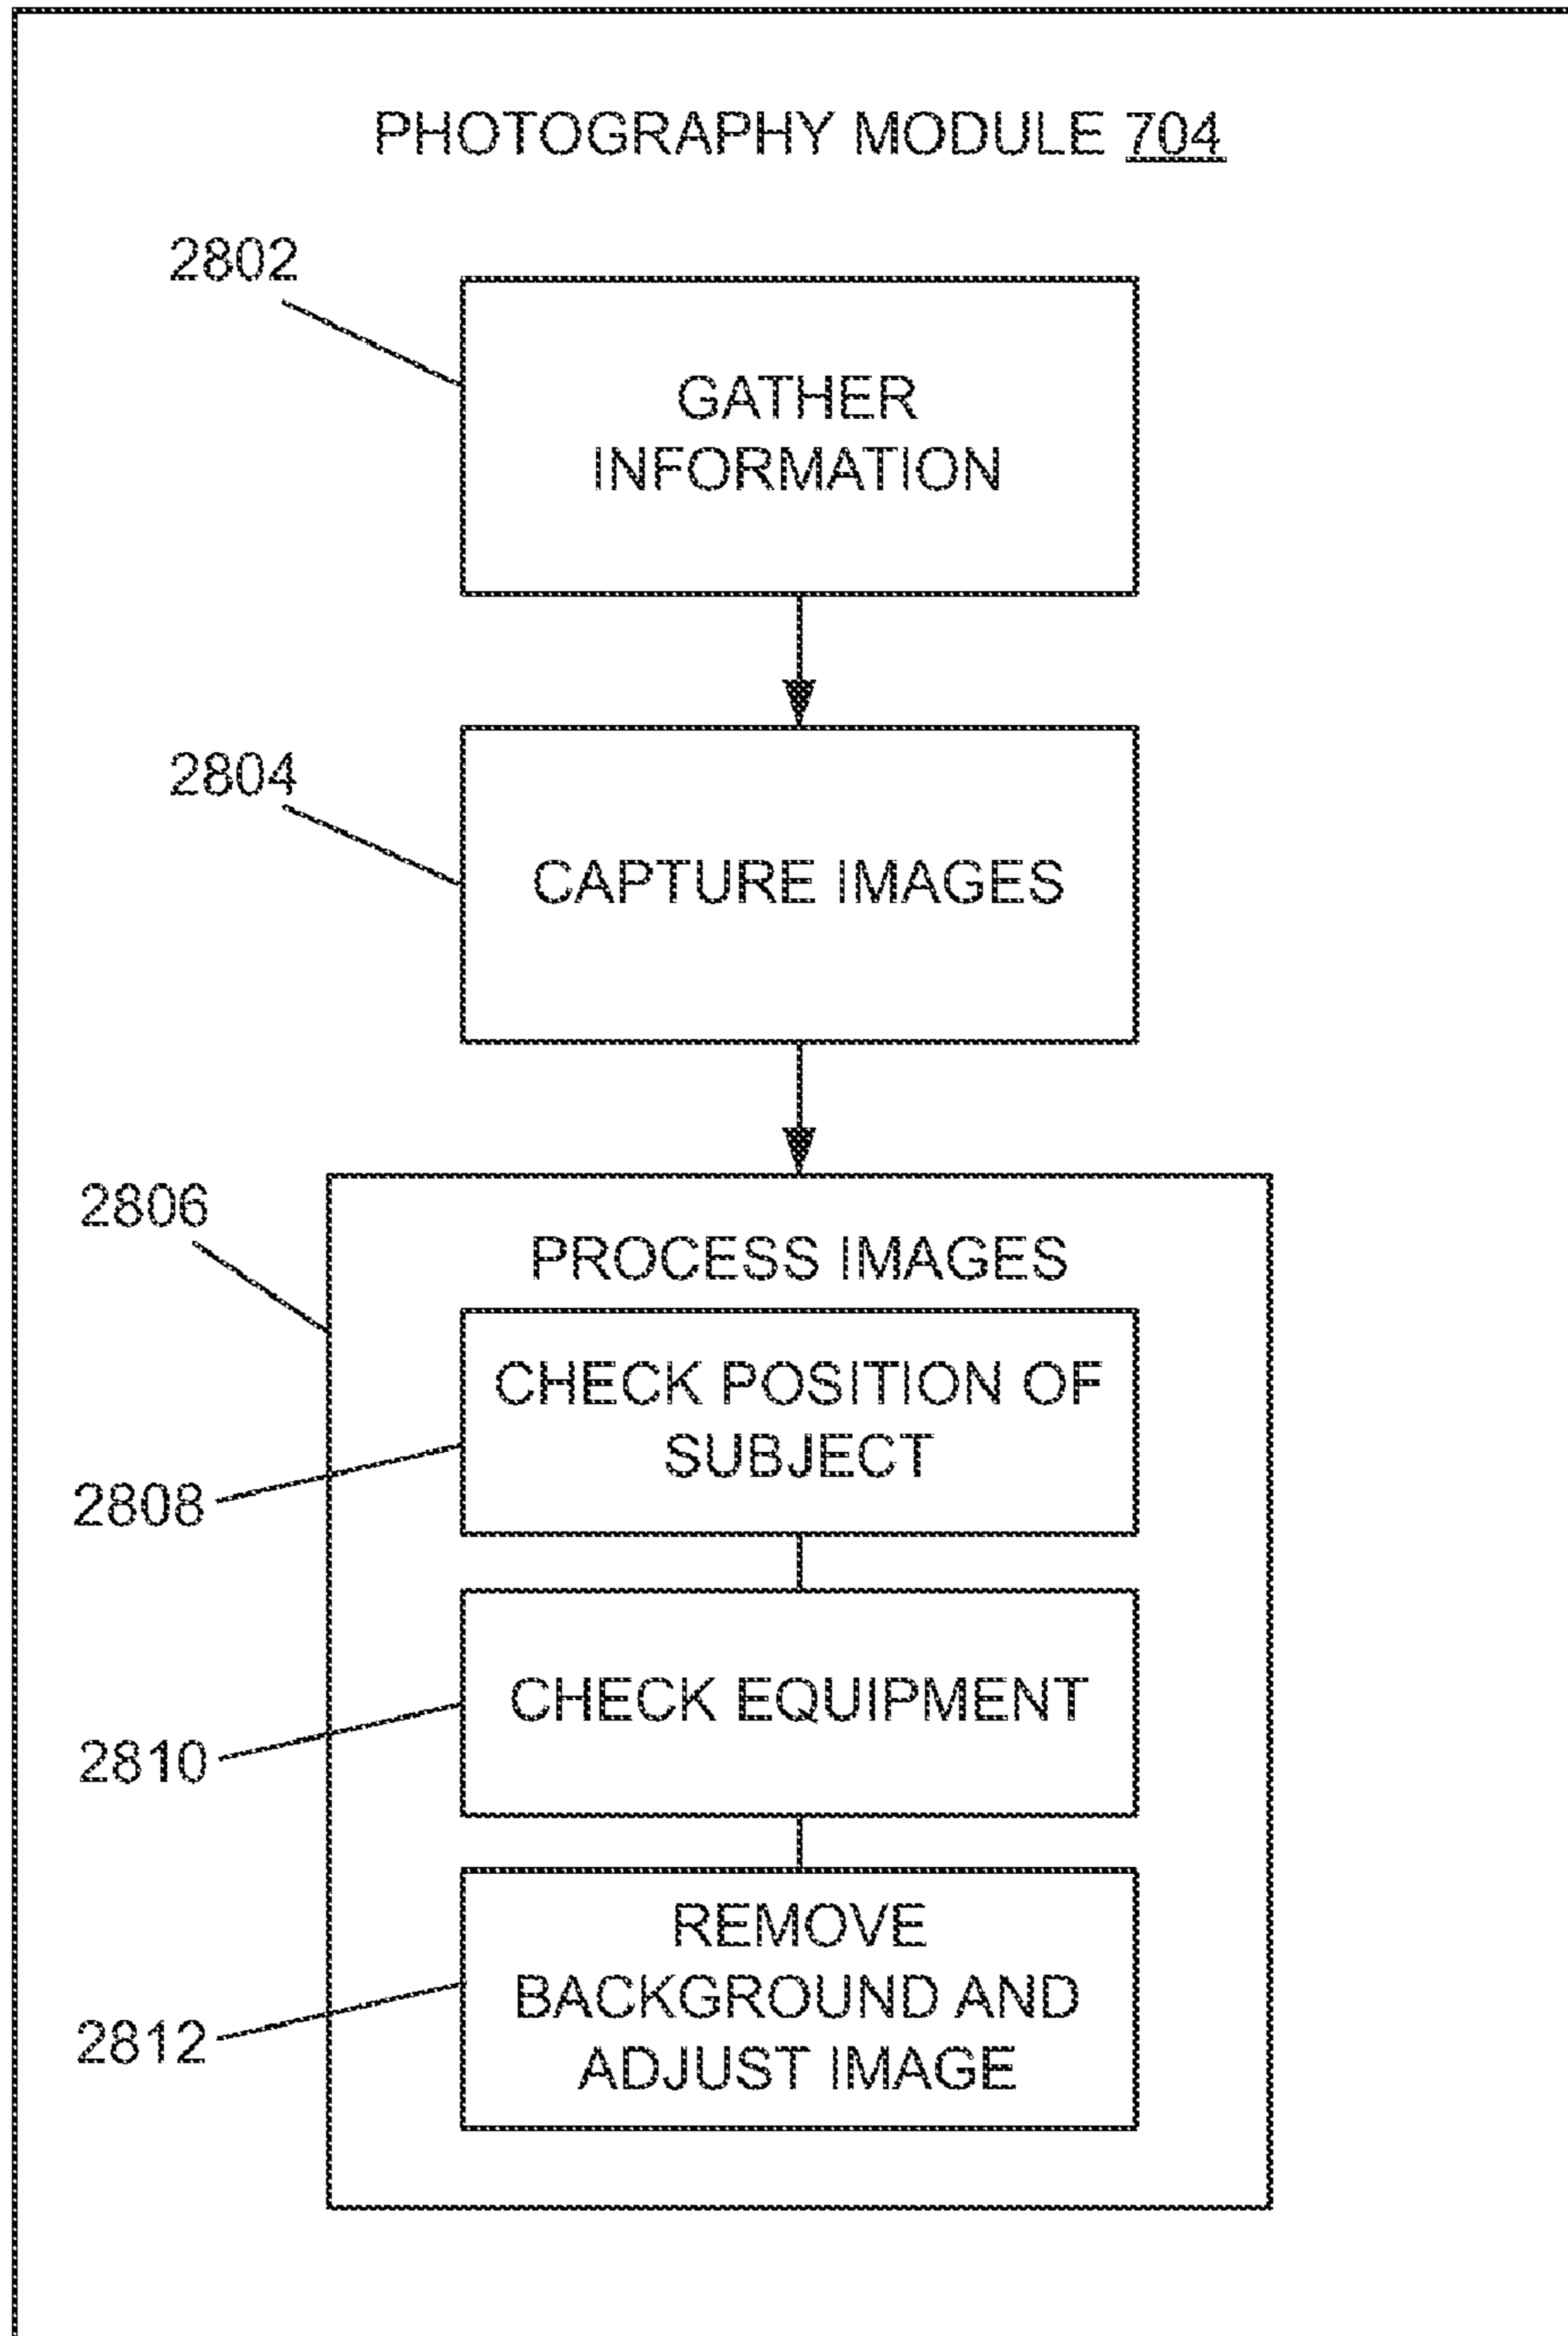 PHOTOGRAPHY MODULE 704
2802
GATHER
INFORMATION
2804
CAPTURE IMAGES
2806
PROCESS IMAGES
CHECK POSITION OF
SUBJECT
2808
CHECK EQUIPMENT
2810
REMOVE
BACKGROUND AND
ADJUST IMAGE
2812